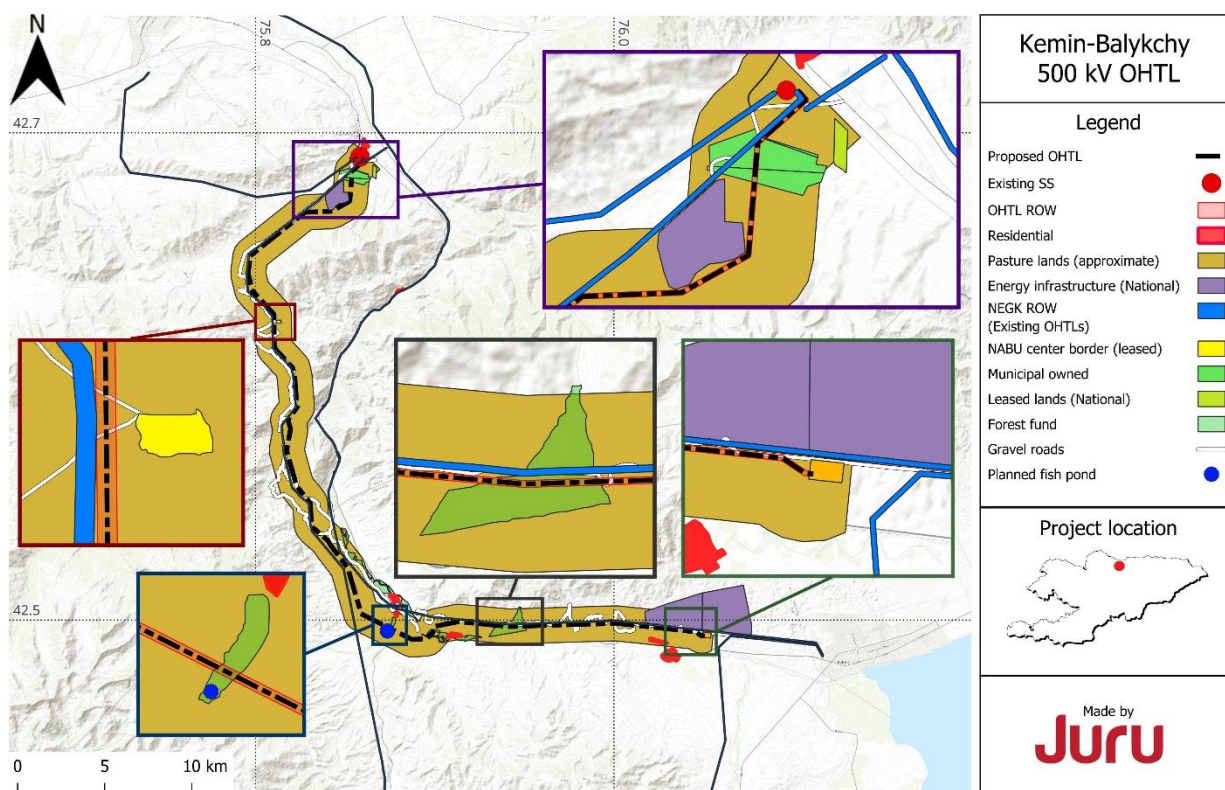 N
75.8
76.0
42.7
42.5
0 5 10 km
Kemin-Balykchy
500 kV OHTL
Legend
Proposed OHTL
Existing SS
OHTL ROW
Residential
Pasture lands (approximate)
Energy infrastructure (National)
NEGK ROW
(Existing OHTLs)
NABU center border (leased)
Municipal owned
Leased lands (National)
Forest fund
Gravel roads
Planned fish pond
Project location
Made by
Juru